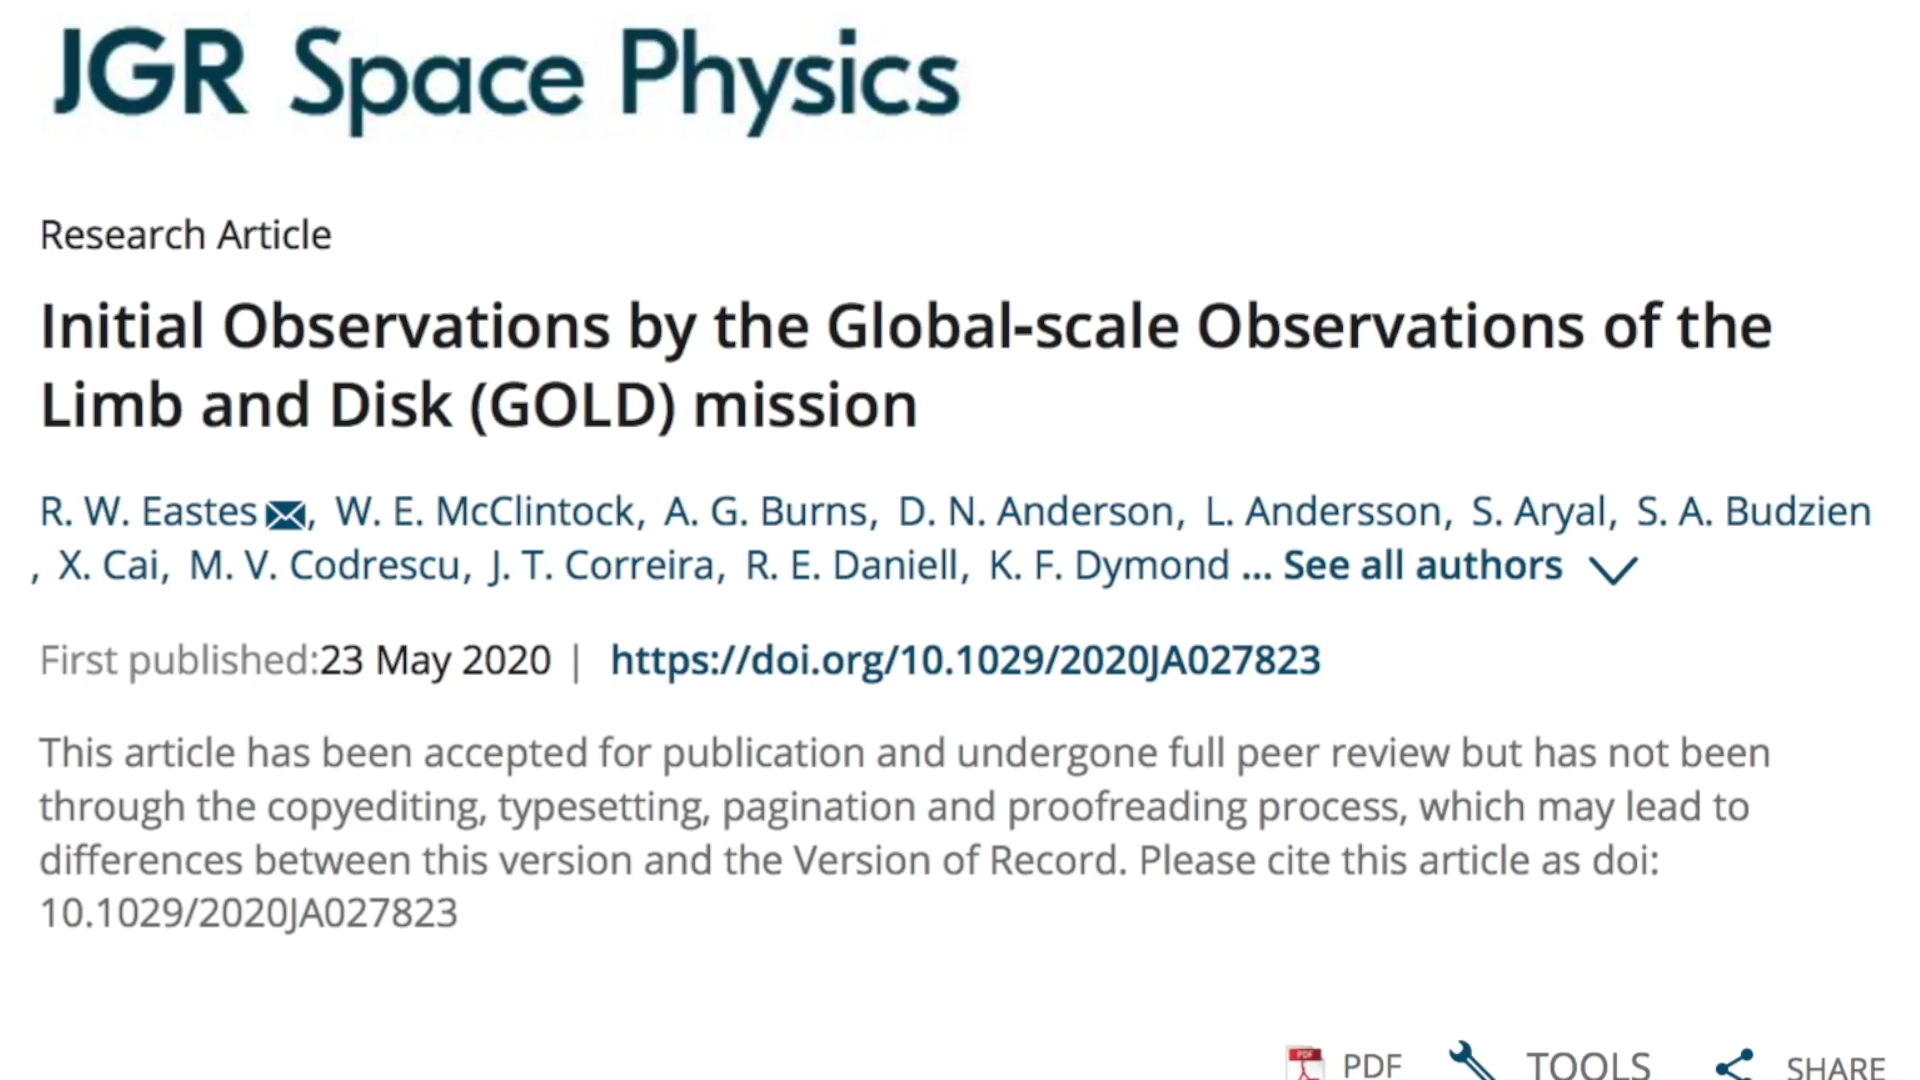 JGR Space Physics
Research Article
Initial Observations by the Global-scale Observations of the
Limb and Disk (GOLD) mission
R. W. Eastes, W. E. McClintock, A. G. Burns, D. N. Anderson, L. Andersson, S. Aryal, S. A. Budzien
, X. Cai, M. V. Codrescu, J. T. Correira, R. E. Daniell, K. F. Dymond ... See all authors
First published:23 May 2020 | https://doi.org/10.1029/2020JA027823
This article has been accepted for publication and undergone full peer review but has not been
through the copyediting, typesetting, pagination and proofreading process, which may lead to
differences between this version and the Version of Record. Please cite this article as doi:
10.1029/2020JA027823
PDF PDF TOOLS SHARE